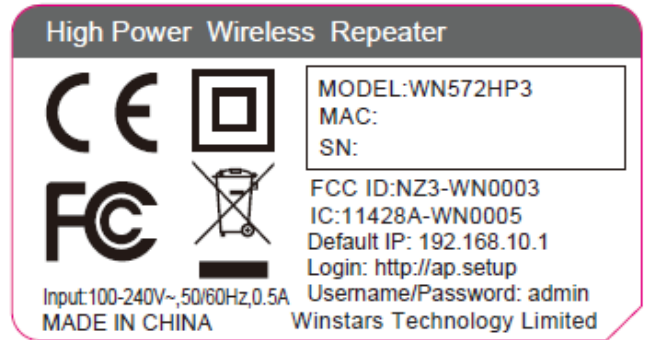 High Power Wireless Repeater
CE
FC
MODEL:WN572HP3
MAC:
SN:
FCC ID:NZ3-WN0003
IC:11428A-WN0005
Default IP: 192.168.10.1
Login: http://ap.setup
Input:100-240V~,50/60Hz,0.5A
Username/Password: admin
MADE IN CHINA
Winstars Technology Limited